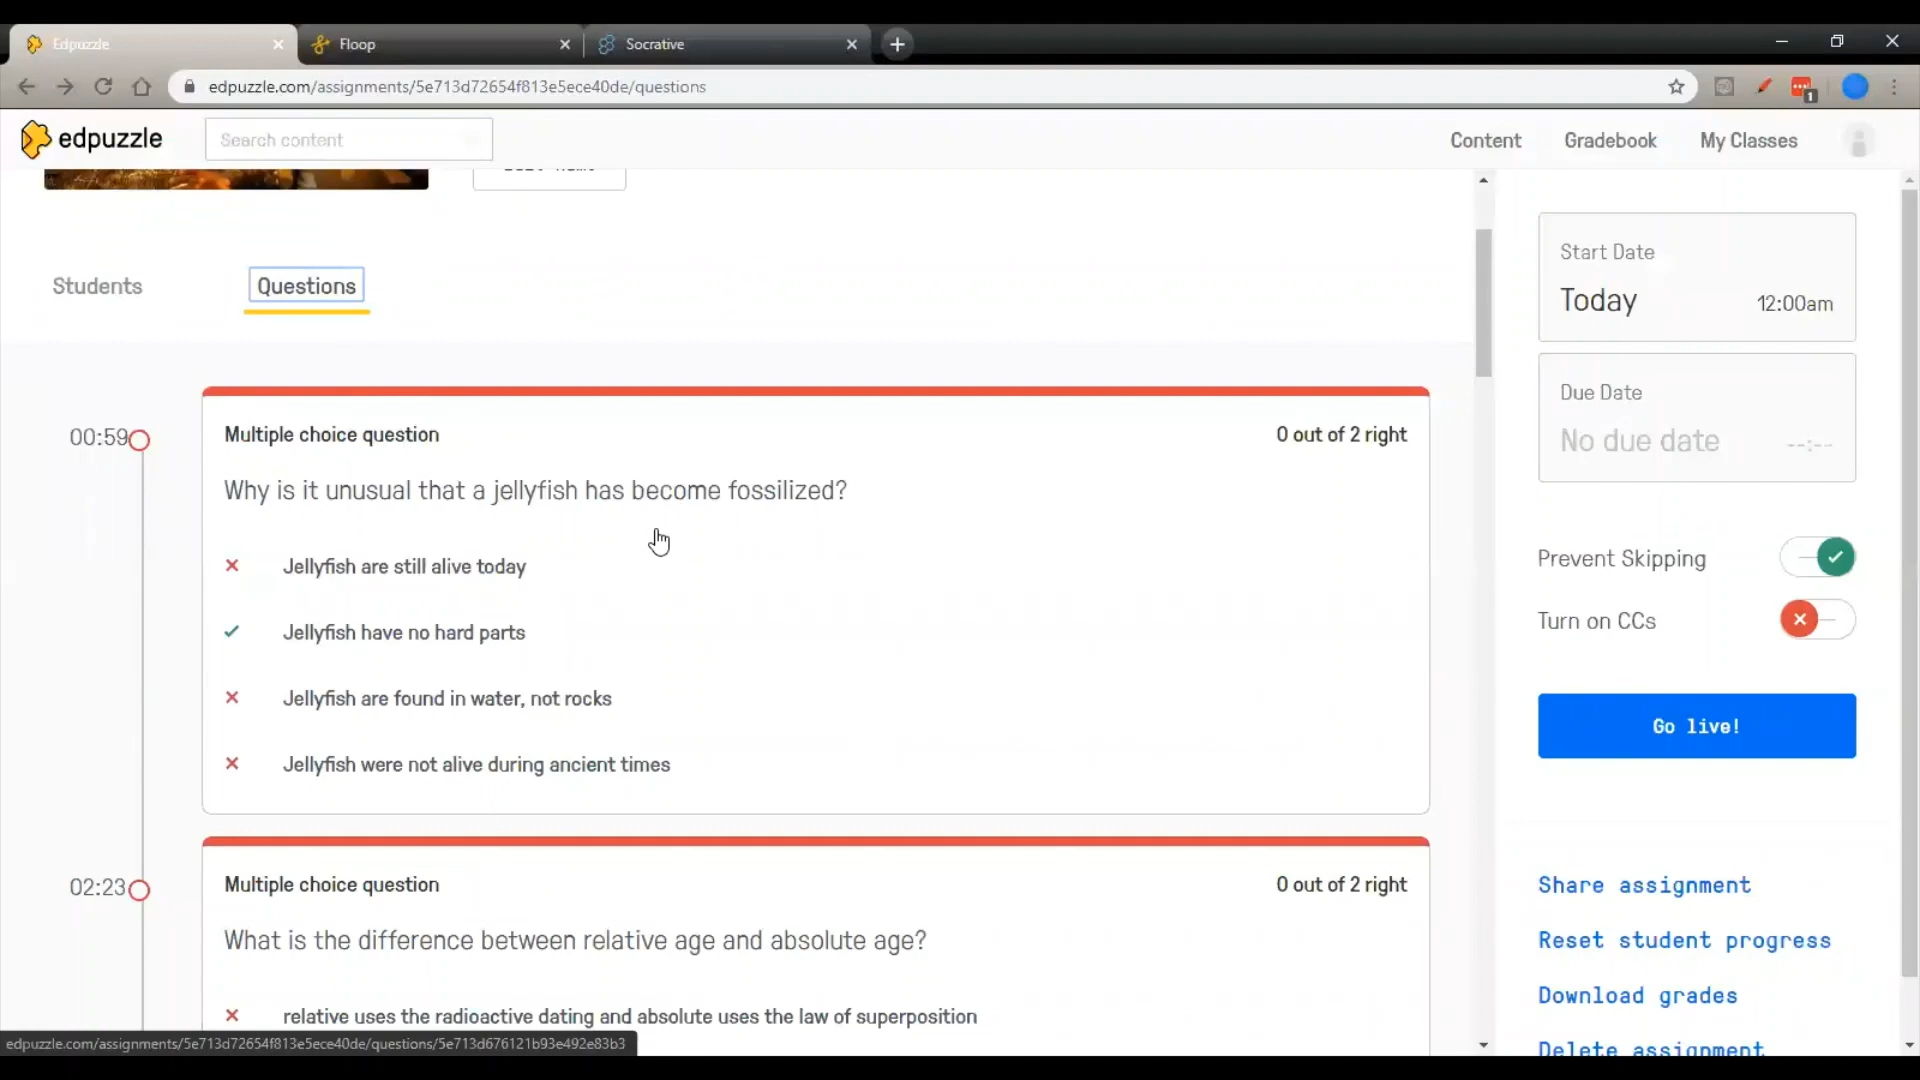 Edpuzzle
Floop
Socrative
edpuzzle.com/assignments/5e713d72654f813e5ece40de/questions
1
edpuzzle
Search content
Content
Gradebook
My Classes
Students
Questions
Start Date
Today 12:00am
Due Date
No due date --:--
00:59
Multiple choice question
0 out of 2 right
Why is it unusual that a jellyfish has become fossilized?
Jellyfish are still alive today
Jellyfish have no hard parts
Jellyfish are found in water, not rocks
Jellyfish were not alive during ancient times
Prevent Skipping
Turn on CCs
Go live!
02:23
Multiple choice question
0 out of 2 right
What is the difference between relative age and absolute age?
relative uses the radioactive dating and absolute uses the law of superposition
Share assignment
Reset student progress
Download grades
Delete assignment
edpuzzle.com/assignments/5e713d72654f813e5ece40de/questions/5e713d676121b93e492e83b3